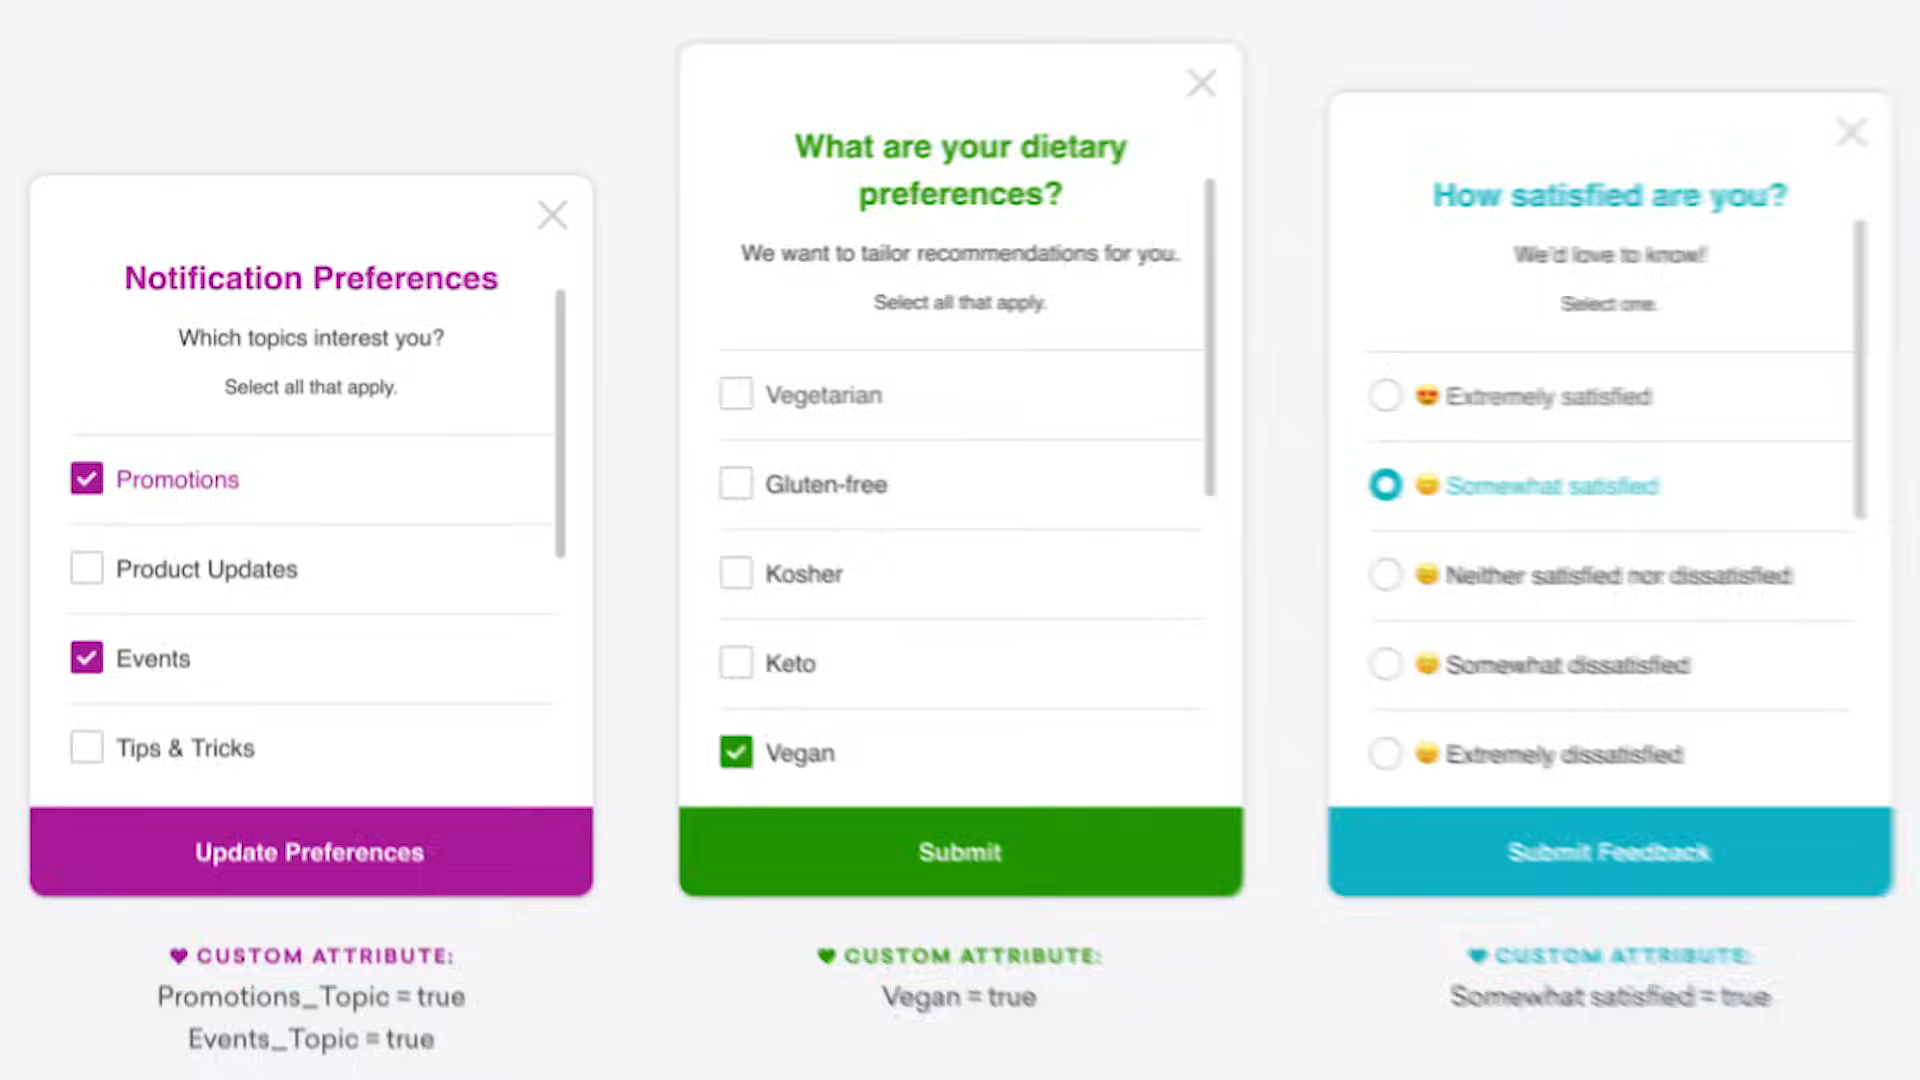 Notification Preferences
Which topics interest you?
Select all that apply.
Promotions
Product Updates
Events
Tips & Tricks
Update Preferences
♥ CUSTOM ATTRIBUTE:
Promotions_Topic = true
Events_Topic = true
What are your dietary
preferences?
We want to tailor recommendations for you.
Select all that apply.
Vegetarian
Gluten-free
Kosher
Keto
Vegan
Submit
♥ CUSTOM ATTRIBUTE:
Vegan = true
How satisfied are you?
We'd love to know!
Select one.
😍 Extremely satisfied
Somewhat satisfied
Neither satisfied nor dissatisfied
Somewhat dissatisfied
Extremely dissatisfied
Submit Feedback
♥ CUSTOM ATTRIBUTE:
Somewhat satisfied = true